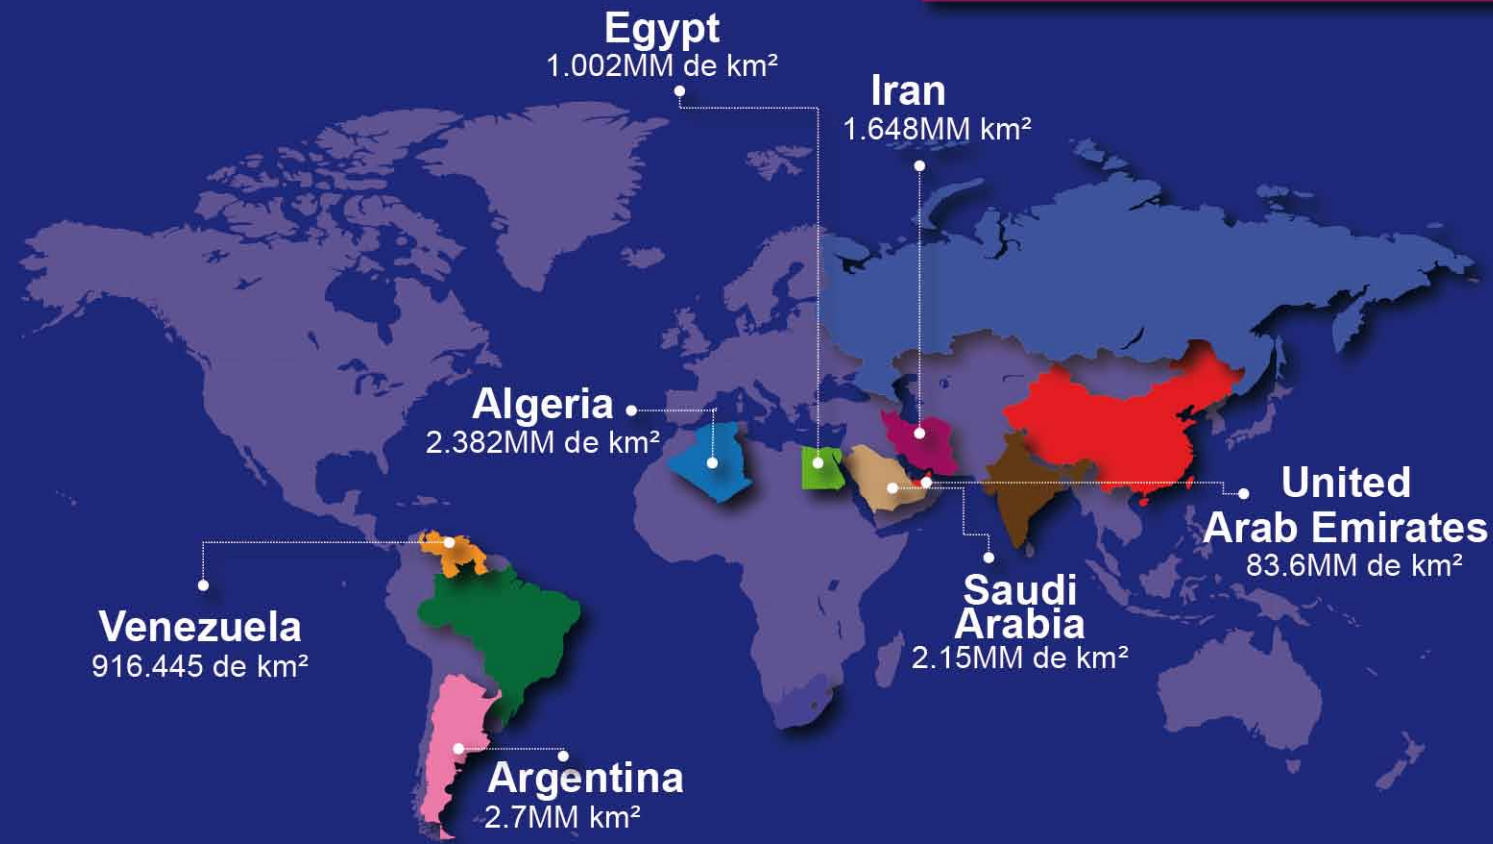 Egypt
1.002MM de km²
Iran
1.648MM km²
Algeria
2.382MM de km²
United
Arab Emirates
83.6MM de km²
Saudi
Arabia
2.15MM de km²
Venezuela
916.445 de km²
Argentina
2.7MM km²